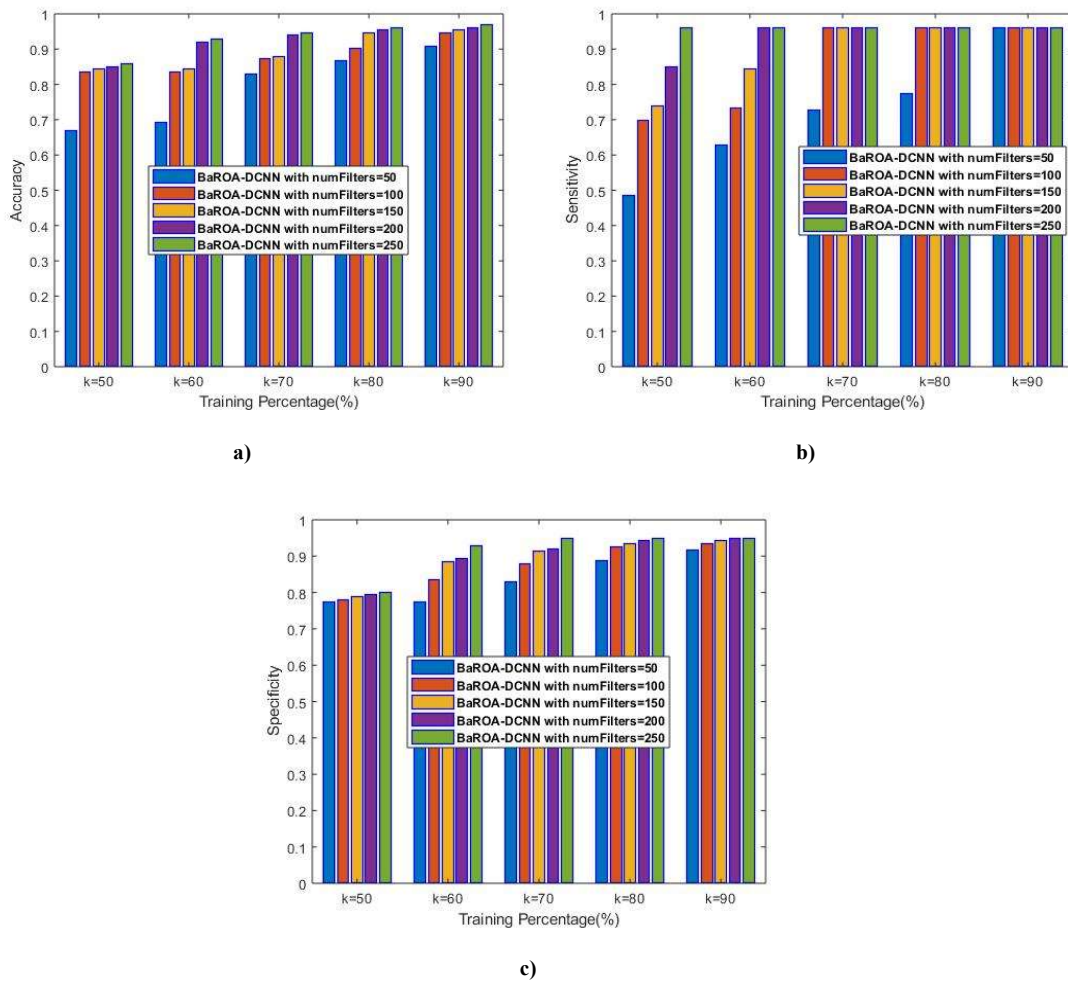 1
0.9
0.8
0.7
0.6
0.5
0.4
0.3
0.2
0.1
0
Accuracy
BaROA-DCNN with numFilters=50
BaROA-DCNN with numFilters=100
BaROA-DCNN with numFilters=150
BaROA-DCNN with numFilters=200
BaROA-DCNN with numFilters=250
k=50 k=60 k=70 k=80 k=90
Training Percentage(%)
a)
1
0.9
0.8
0.7
0.6
0.5
0.4
0.3
0.2
0.1
0
Sensitivity
BaROA-DCNN with numFilters=50
BaROA-DCNN with numFilters=100
BaROA-DCNN with numFilters=150
BaROA-DCNN with numFilters=200
BaROA-DCNN with numFilters=250
k=50 k=60 k=70 k=80 k=90
Training Percentage(%)
b)
1
0.9
0.8
0.7
0.6
0.5
0.4
0.3
0.2
0.1
0
Specificity
BaROA-DCNN with numFilters=50
BaROA-DCNN with numFilters=100
BaROA-DCNN with numFilters=150
BaROA-DCNN with numFilters=200
BaROA-DCNN with numFilters=250
k=50 k=60 k=70 k=80 k=90
Training Percentage(%)
c)